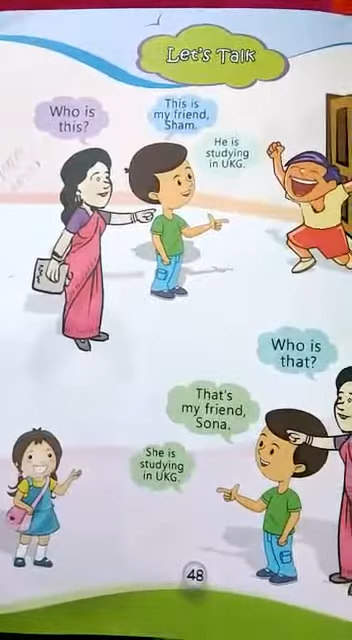 Let's Talk
Who is
this?
This is
my friend,
Sham.
He is
studying
in UKG.
Who is
that?
That's
my friend,
Sona.
She is
studying
in UKG.
48